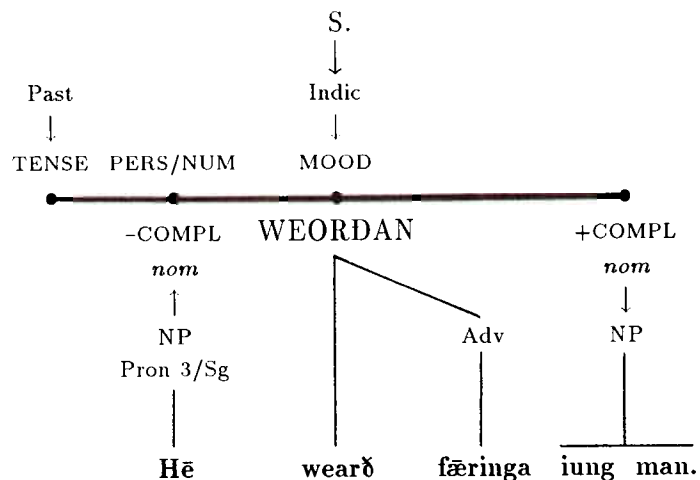 S.
Indic
Past
TENSE PERS/NUM MOOD
-COMPL WEORÐAN +COMPL
nom nom
NP Adv NP
Pron 3/Sg
Hē wearð fǣringa iung man.